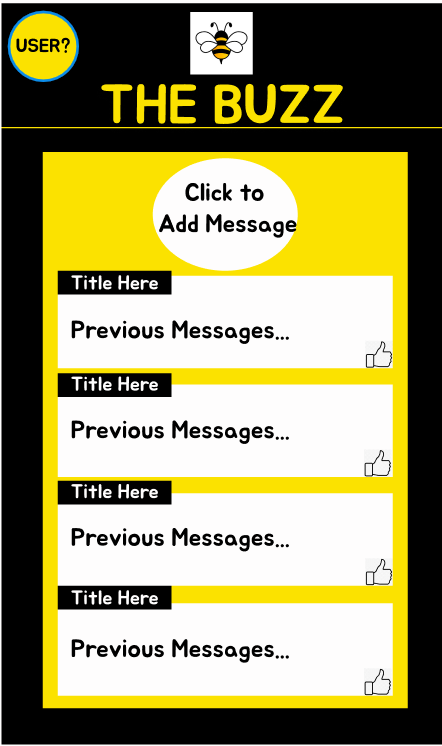 USER?
THE BUZZ
Click to
Add Message
Title Here
Previous Messages...
Title Here
Previous Messages...
Title Here
Previous Messages...
Title Here
Previous Messages...